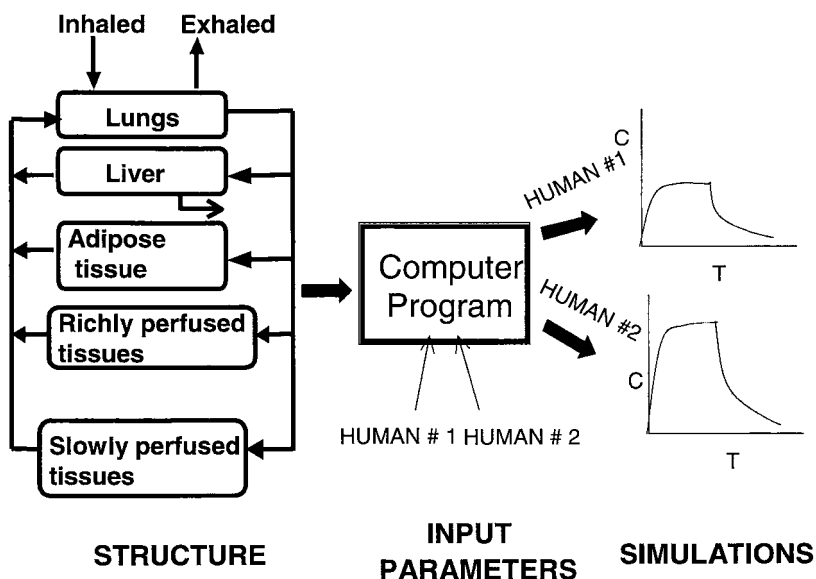 Inhaled Exhaled
Lungs
Liver
Adipose
tissue
Richly perfused
tissues
Slowly perfused
tissues
STRUCTURE
Computer
Program
HUMAN # 1 HUMAN # 2
INPUT
PARAMETERS
HUMAN #1
C
T
HUMAN #2
C
T
SIMULATIONS